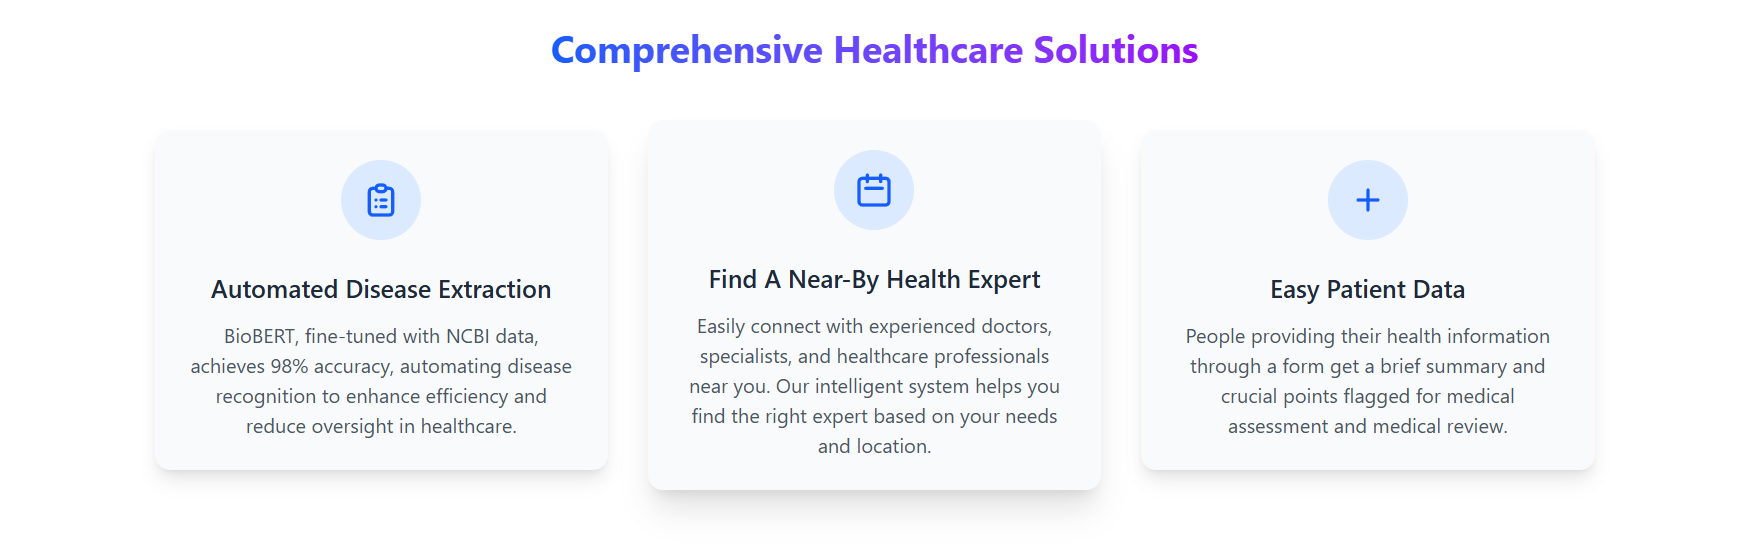 Comprehensive Healthcare Solutions
Automated Disease Extraction
BioBERT, fine-tuned with NCBI data,
achieves 98% accuracy, automating disease
recognition to enhance efficiency and
reduce oversight in healthcare.
Find A Near-By Health Expert
Easily connect with experienced doctors,
specialists, and healthcare professionals
near you. Our intelligent system helps you
find the right expert based on your needs
and location.
Easy Patient Data
People providing their health information
through a form get a brief summary and
crucial points flagged for medical
assessment and medical review.